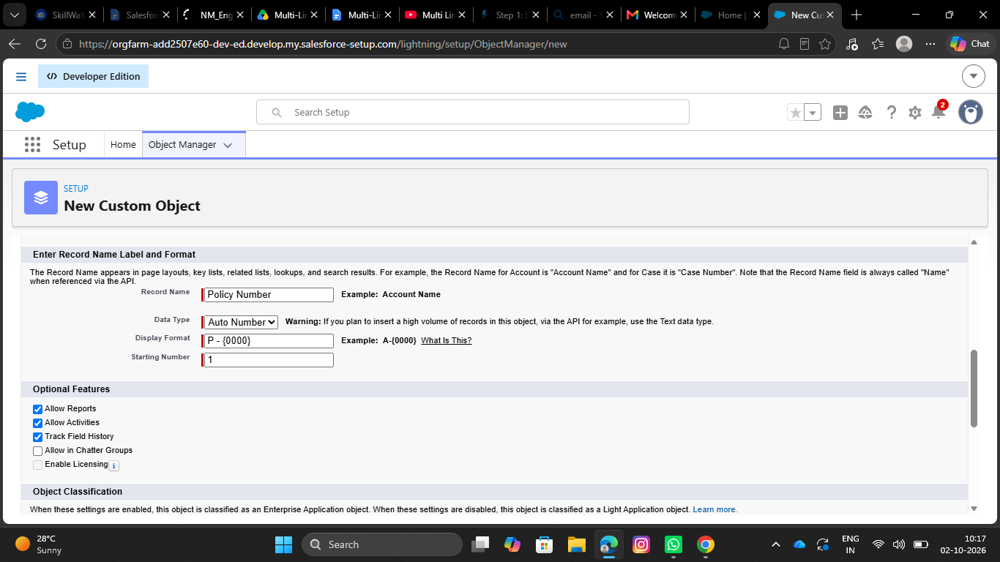 SkillWall
Salesfor
NM_Eng
Multi-Lir
Multi-Lir
Multi Lir
Step 1: S
email - S
Welcom
Home |
New Cu
https://orgfarm-add2507e60-dev-ed.develop.my.salesforce-setup.com/lightning/setup/ObjectManager/new
Chat
</> Developer Edition
Search Setup
2
Setup
Home
Object Manager
SETUP
New Custom Object
Enter Record Name Label and Format
The Record Name appears in page layouts, key lists, related lists, lookups, and search results. For example, the Record Name for Account is "Account Name" and for Case it is "Case Number". Note that the Record Name field is always called "Name"
when referenced via the API.
Record Name Policy Number Example: Account Name
Data Type Auto Number Warning: If you plan to insert a high volume of records in this object, via the API for example, use the Text data type.
Display Format P - {0000} Example: A-{0000} What Is This?
Starting Number 1
Optional Features
Allow Reports
Allow Activities
Track Field History
Allow in Chatter Groups
Enable Licensing i
Object Classification
When these settings are enabled, this object is classified as an Enterprise Application object. When these settings are disabled, this object is classified as a Light Application object. Learn more.
28°C
Sunny
Search
ENG
IN
10:17
02-10-2026